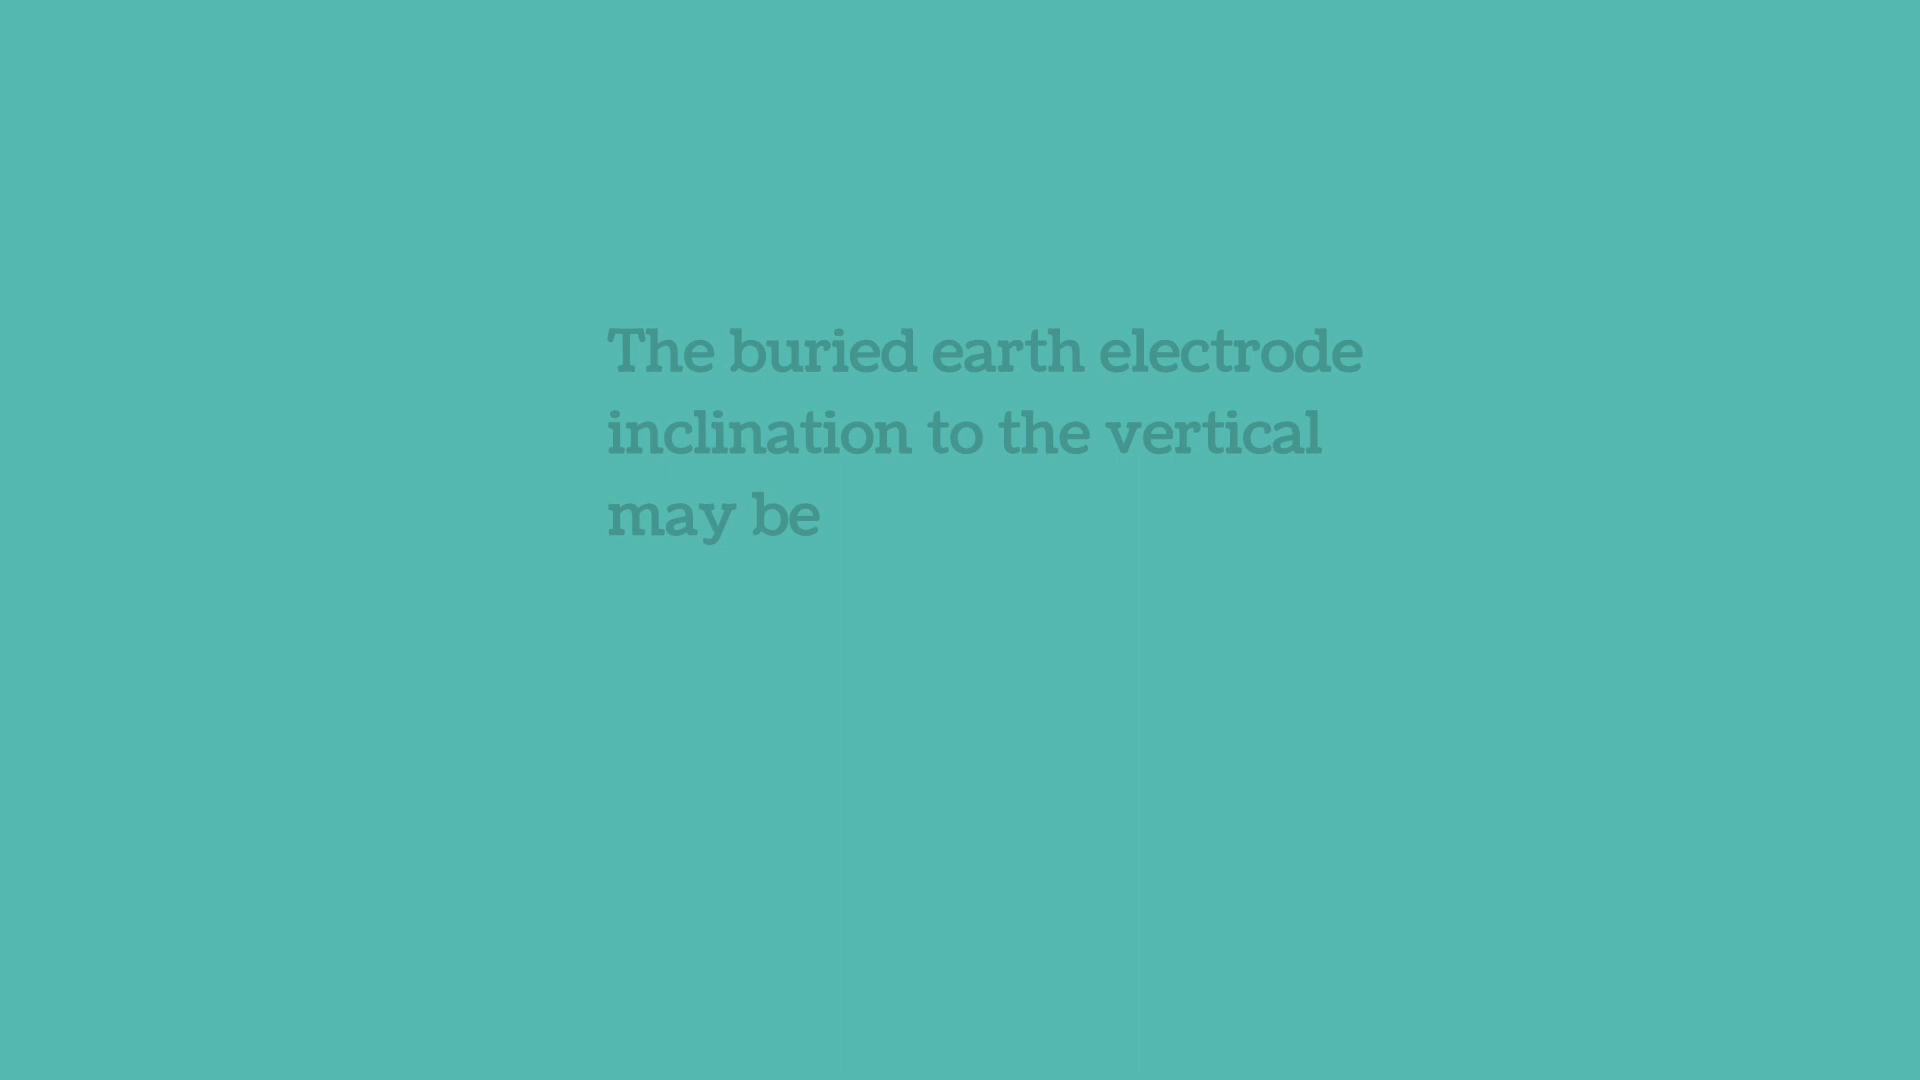 The buried earth electrode
inclination to the vertical
may be